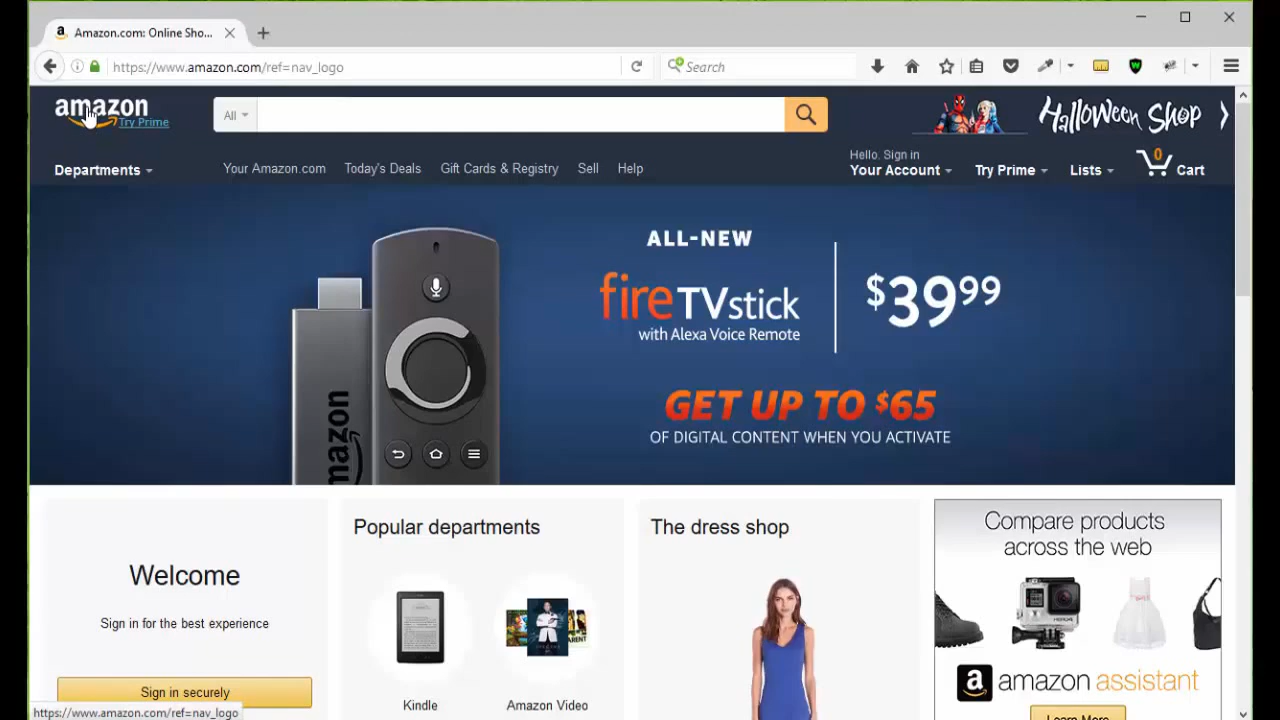 Amazon.com: Online Sho...
https://www.amazon.com/ref=nav_logo
Search
amazon
Try Prime
All
Halloween Shop
Hello. Sign in
Departments
Your Amazon.com
Today's Deals
Gift Cards & Registry
Sell
Help
Your Account
Try Prime
Lists
0
Cart
ALL-NEW
fireTVstick
with Alexa Voice Remote
$39.99
amazon
GET UP TO $65
OF DIGITAL CONTENT WHEN YOU ACTIVATE
Welcome
Sign in for the best experience
Sign in securely
Popular departments
Kindle
Amazon Video
The dress shop
Compare products
across the web
a amazon assistant
Learn More
https://www.amazon.com/ref=nav_logo